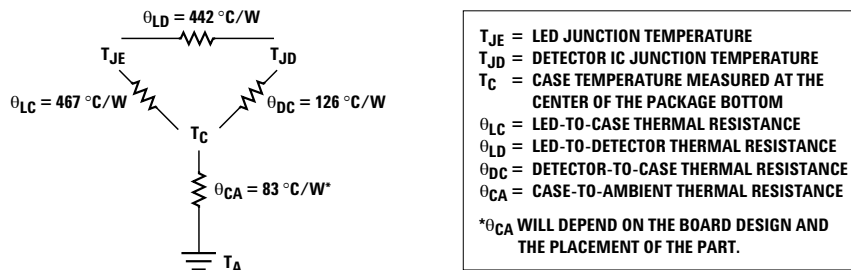 θLD = 442 °C/W
TJE
TJD
θLC = 467 °C/W
θDC = 126 °C/W
TC
θCA = 83 °C/W*
TA
TJE = LED JUNCTION TEMPERATURE
TJD = DETECTOR IC JUNCTION TEMPERATURE
TC = CASE TEMPERATURE MEASURED AT THE
CENTER OF THE PACKAGE BOTTOM
θLC = LED-TO-CASE THERMAL RESISTANCE
θLD = LED-TO-DETECTOR THERMAL RESISTANCE
θDC = DETECTOR-TO-CASE THERMAL RESISTANCE
θCA = CASE-TO-AMBIENT THERMAL RESISTANCE
*θCA WILL DEPEND ON THE BOARD DESIGN AND
THE PLACEMENT OF THE PART.